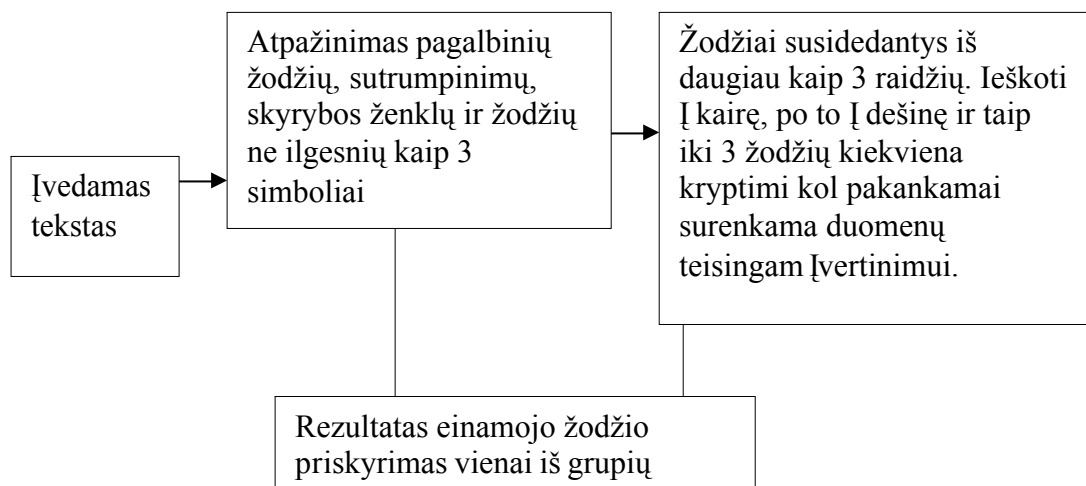 Įvedamas
tekstas
Atpažinimas pagalbinių
žodžių, sutrumpinimų,
skyrybos ženklų ir žodžių
ne ilgesnių kaip 3
simboliai
Žodžiai susidedantys iš
daugiau kaip 3 raidžių. Ieškoti
Į kairę, po to Į dešinę ir taip
iki 3 žodžių kiekviena
kryptimi kol pakankamai
surenkama duomenų
teisingam Įvertinimui.
Rezultatas einamojo žodžio
priskyrimas vienai iš grupių